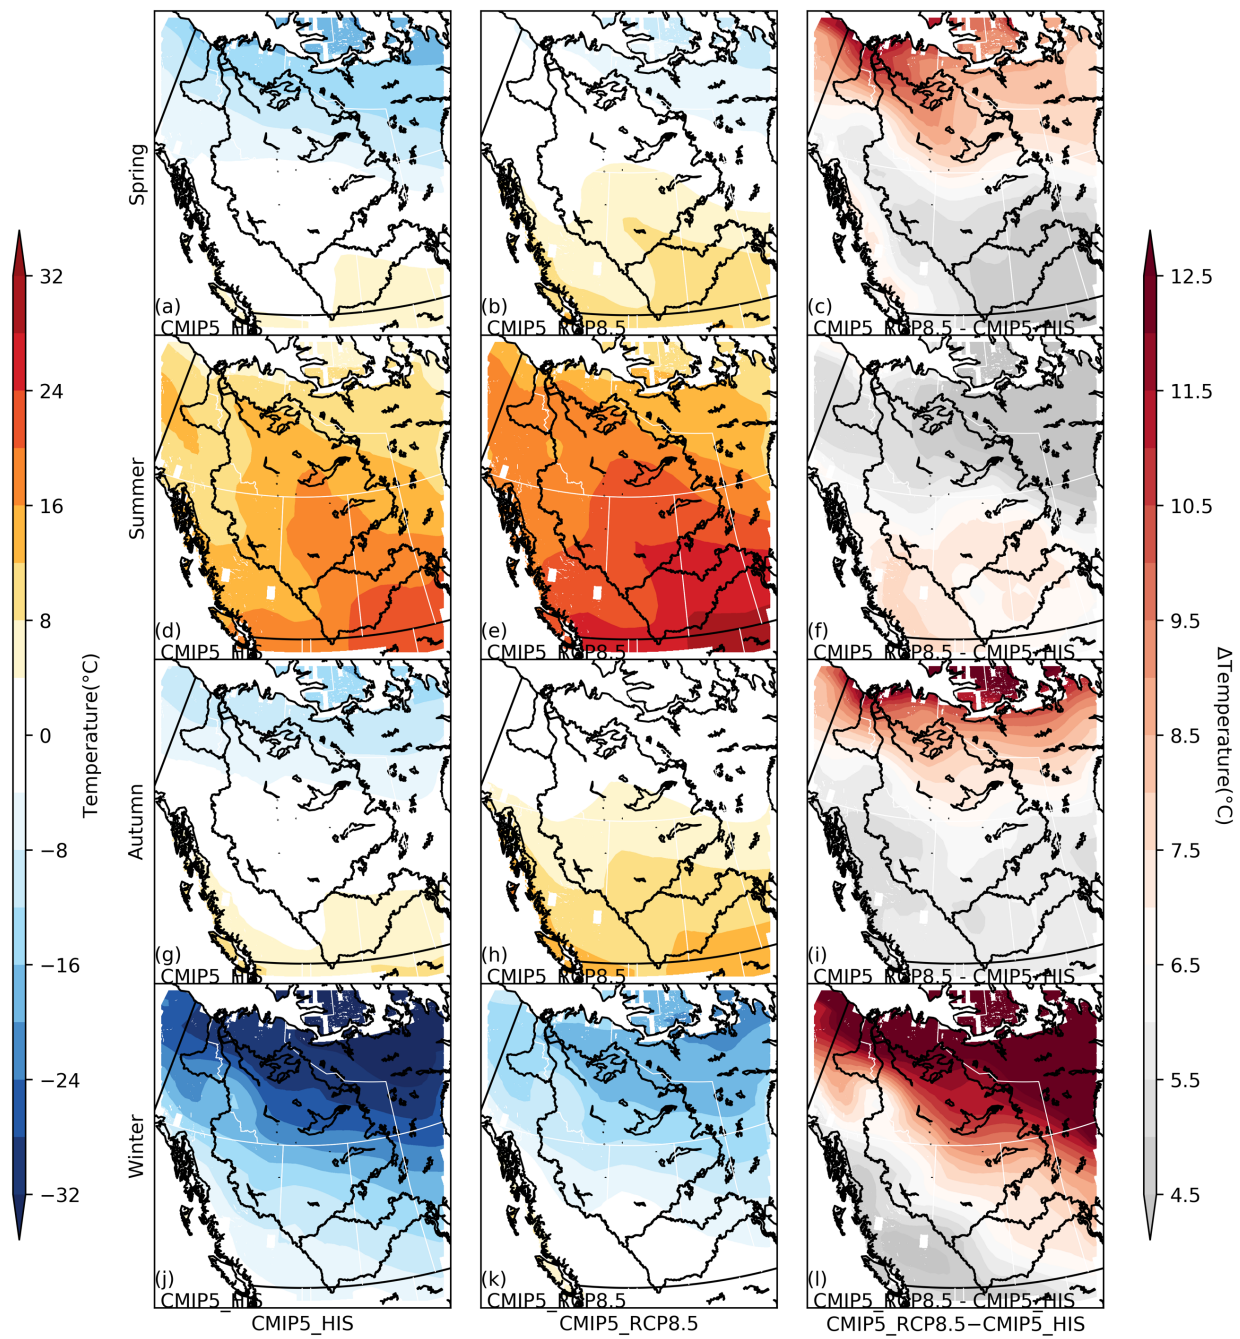 Spring
(a)
CMIP5_HIS
(b)
CMIP5_RCP8.5
(c)
CMIP5_RCP8.5 - CMIP5_HIS
Summer
(d)
CMIP5_HIS
(e)
CMIP5_RCP8.5
(f)
CMIP5_RCP8.5 - CMIP5_HIS
Autumn
(g)
CMIP5_HIS
(h)
CMIP5_RCP8.5
(i)
CMIP5_RCP8.5 - CMIP5_HIS
Winter
(j)
CMIP5_HIS
(k)
CMIP5_RCP8.5
(l)
CMIP5_RCP8.5 - CMIP5_HIS
CMIP5_HIS
CMIP5_RCP8.5
CMIP5_RCP8.5−CMIP5_HIS
32
24
16
8
0
−8
−16
−24
−32
Temperature(°C)
12.5
11.5
10.5
9.5
8.5
7.5
6.5
5.5
4.5
ΔTemperature(°C)